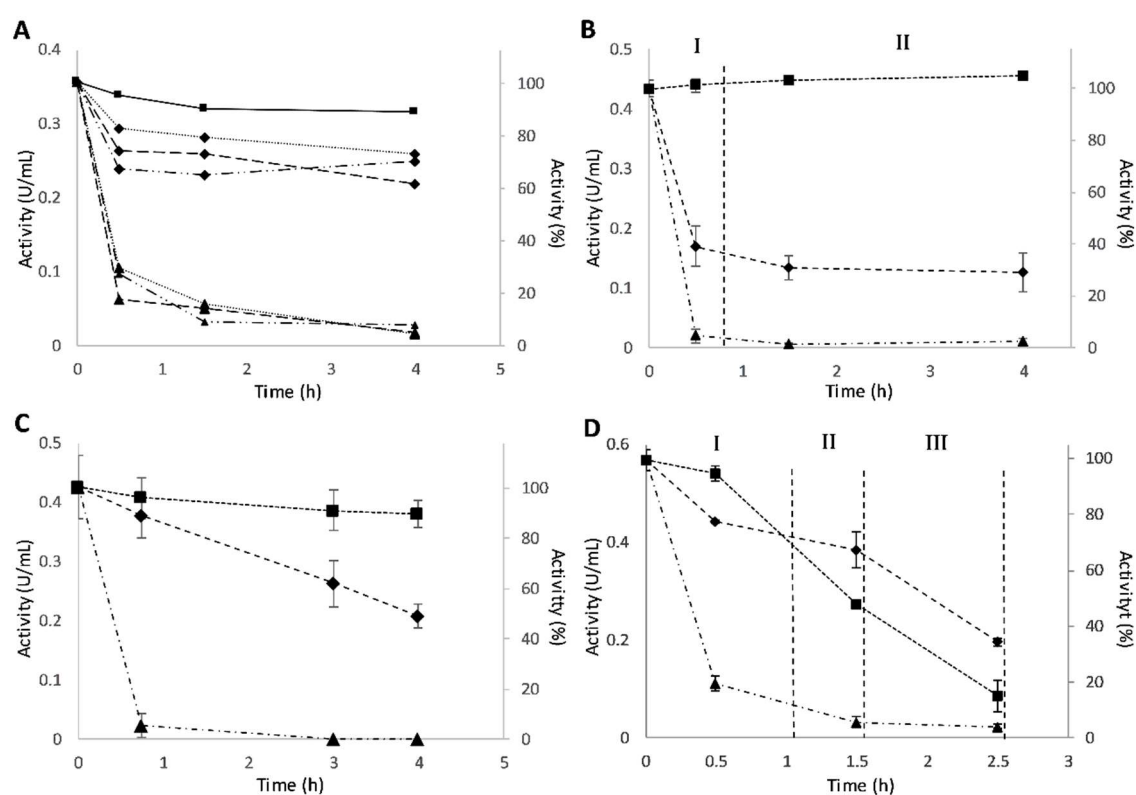 A
0.4
0.3
0.2
0.1
0
Activity (U/mL)
100
80
60
40
20
0
Activity (%)
0 1 2 3 4 5
Time (h)
B
I II
0.5
0.4
0.3
0.2
0.1
0
Activity (U/mL)
100
80
60
40
20
0
Activity (%)
0 1 2 3 4
Time (h)
C
0.5
0.4
0.3
0.2
0.1
0
Activity (U/mL)
100
80
60
40
20
0
Activitty (%)
0 1 2 3 4 5
Time (h)
D
I II III
0.6
0.4
0.2
0
Activity (U/mL)
100
80
60
40
20
0
Activityt (%)
0 0.5 1 1.5 2 2.5 3
Time (h)